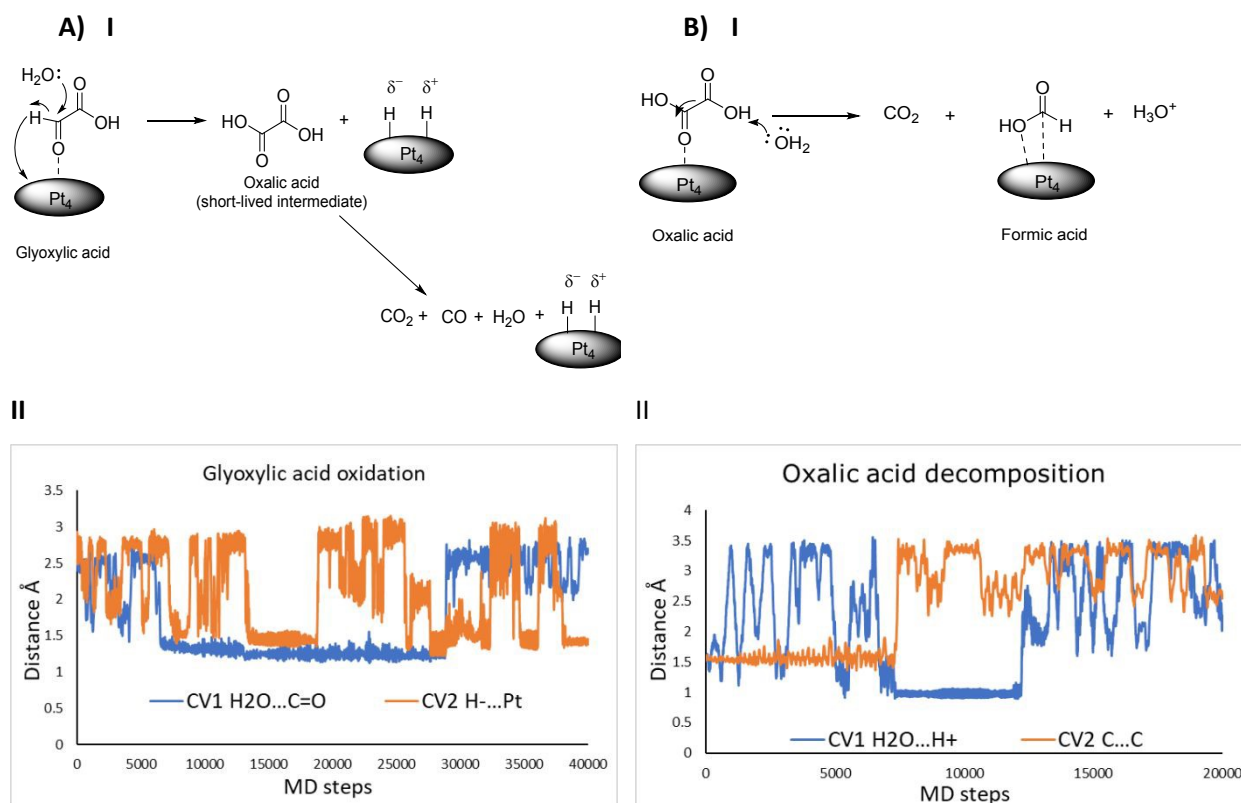 A) I
H₂O:
H
O
OH
O
Pt₄
Glyoxylic acid
O
HO
OH
O
Oxalic acid
(short-lived intermediate)
+
δ⁻ δ⁺
H H
Pt₄
CO₂ + CO + H₂O +
δ⁻ δ⁺
H H
Pt₄
B) I
O
HO
OH
O
:OH₂
Pt₄
Oxalic acid
CO₂ +
O
HO
H
Pt₄
Formic acid
+ H₃O⁺
II
Glyoxylic acid oxidation
Distance Å
3.5
3
2.5
2
1.5
1
0.5
0
CV1 H2O...C=O CV2 H-...Pt
0 5000 10000 15000 20000 25000 30000 35000 40000
MD steps
II
Oxalic acid decomposition
Distance Å
4
3.5
3
2.5
2
1.5
1
0.5
0
CV1 H2O...H+ CV2 C...C
0 5000 10000 15000 20000
MD steps